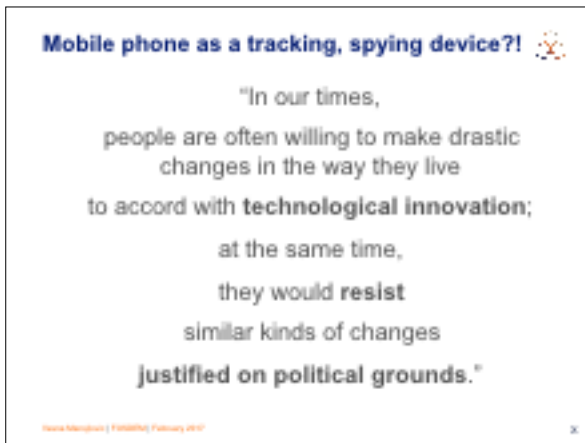 Mobile phone as a tracking, spying device?!
“In our times,
people are often willing to make drastic
changes in the way they live
to accord with technological innovation;
at the same time,
they would resist
similar kinds of changes
justified on political grounds.”
February 2017